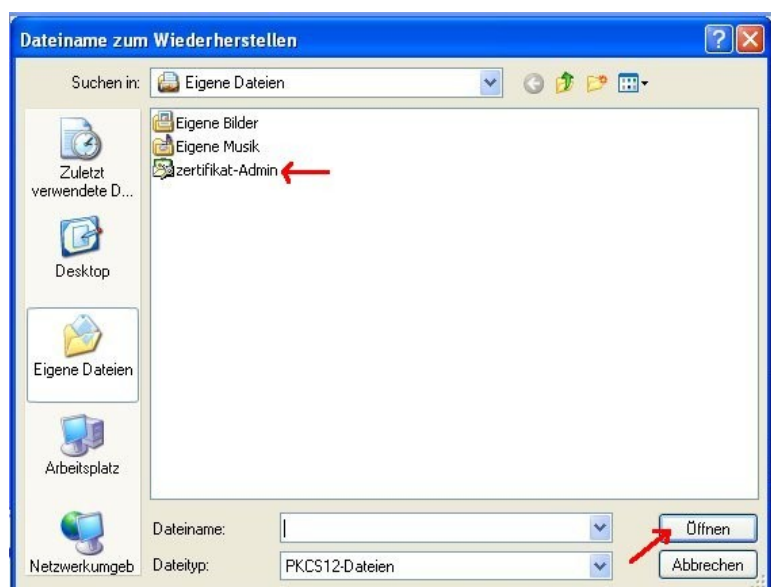 Dateiname zum Wiederherstellen
Suchen in:
Eigene Dateien
Zuletzt
verwendete D...
Desktop
Eigene Dateien
Arbeitsplatz
Netzwerkumgeb
Eigene Bilder
Eigene Musik
zertifikat-Admin
Dateiname:
Öffnen
Dateityp:
PKCS12-Dateien
Abbrechen